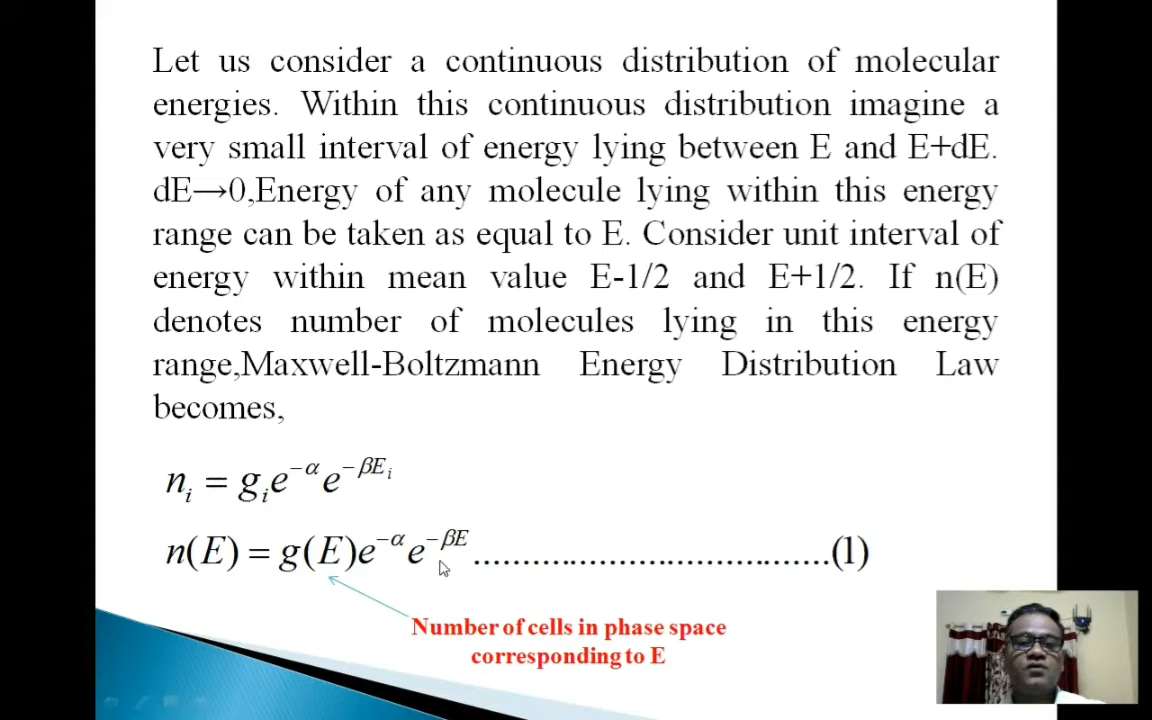 Let us consider a continuous distribution of molecular
energies. Within this continuous distribution imagine a
very small interval of energy lying between E and E+dE.
dE→0,Energy of any molecule lying within this energy
range can be taken as equal to E. Consider unit interval of
energy within mean value E-1/2 and E+1/2. If n(E)
denotes number of molecules lying in this energy
range,Maxwell-Boltzmann Energy Distribution Law
becomes,
nᵢ = gᵢe^{−α}e^{−βEᵢ}
n(E) = g(E)e^{−α}e^{−βE}....................................(1)
Number of cells in phase space
corresponding to E